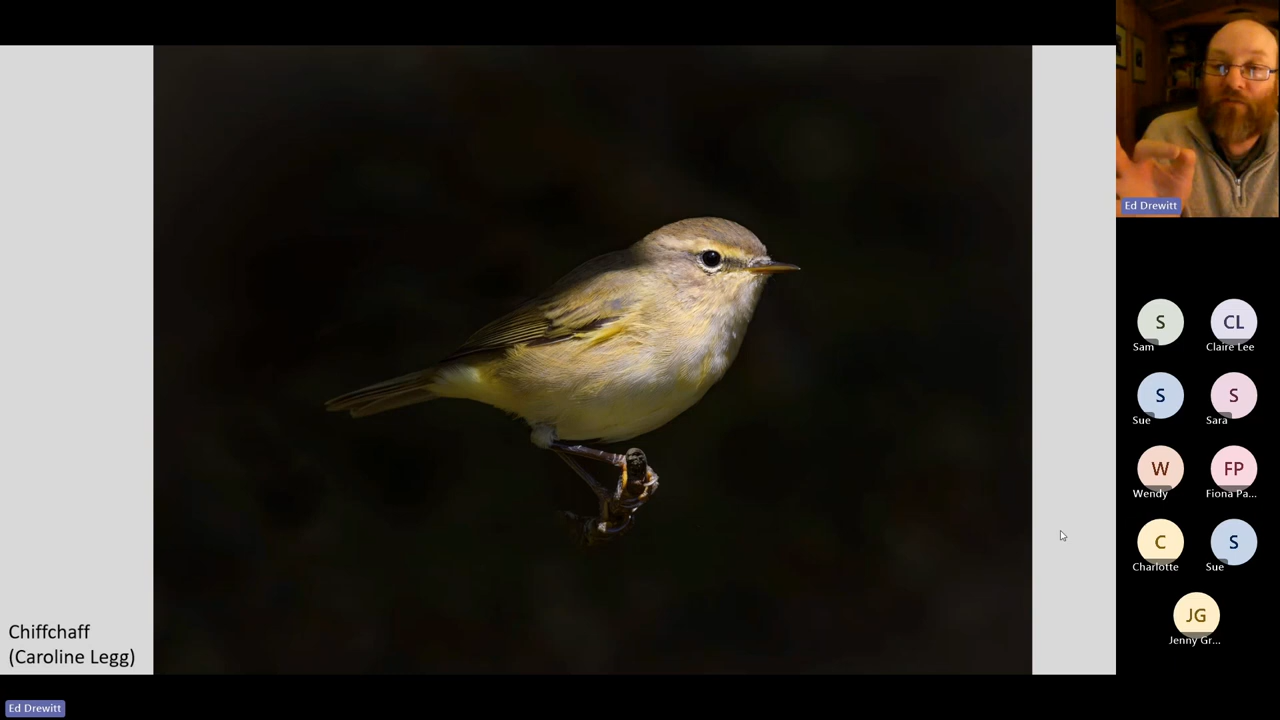 Chiffchaff
(Caroline Legg)
Ed Drewitt
Ed Drewitt
S
Sam
CL
Claire Lee
S
Sue
S
Sara
W
Wendy
FP
Fiona Pa...
C
Charlotte
S
Sue
JG
Jenny Gr...